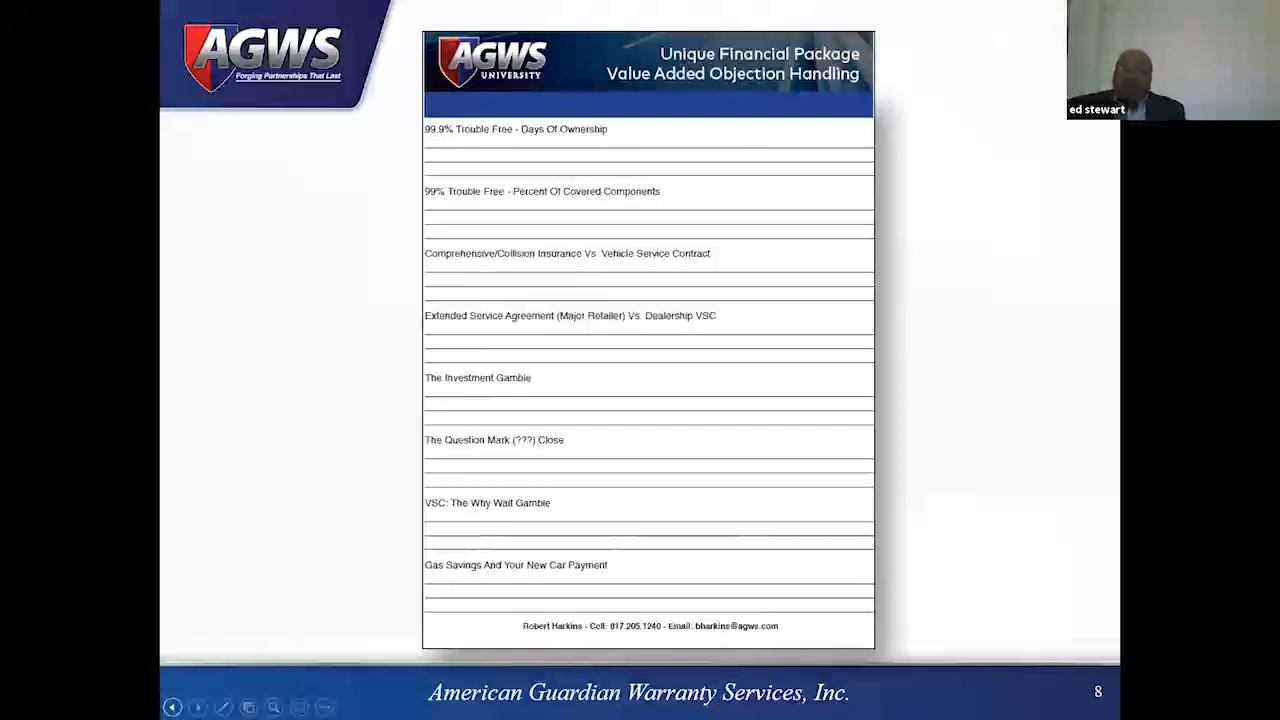 AGWS
Forging Partnerships That Last
AGWS
UNIVERSITY
Unique Financial Package
Value Added Objection Handling
ed stewart
99.9% Trouble Free - Days Of Ownership
99% Trouble Free - Percent Of Covered Components
Comprehensive/Collision Insurance Vs. Vehicle Service Contract
Extended Service Agreement (Major Retailer) Vs. Dealership VSC
The Investment Gamble
The Question Mark (???) Close
VSC: The Why Wait Gamble
Gas Savings And Your New Car Payment
Robert Harkins - Cell: 817.205.1240 - Email: bharkins@agws.com
American Guardian Warranty Services, Inc.
8